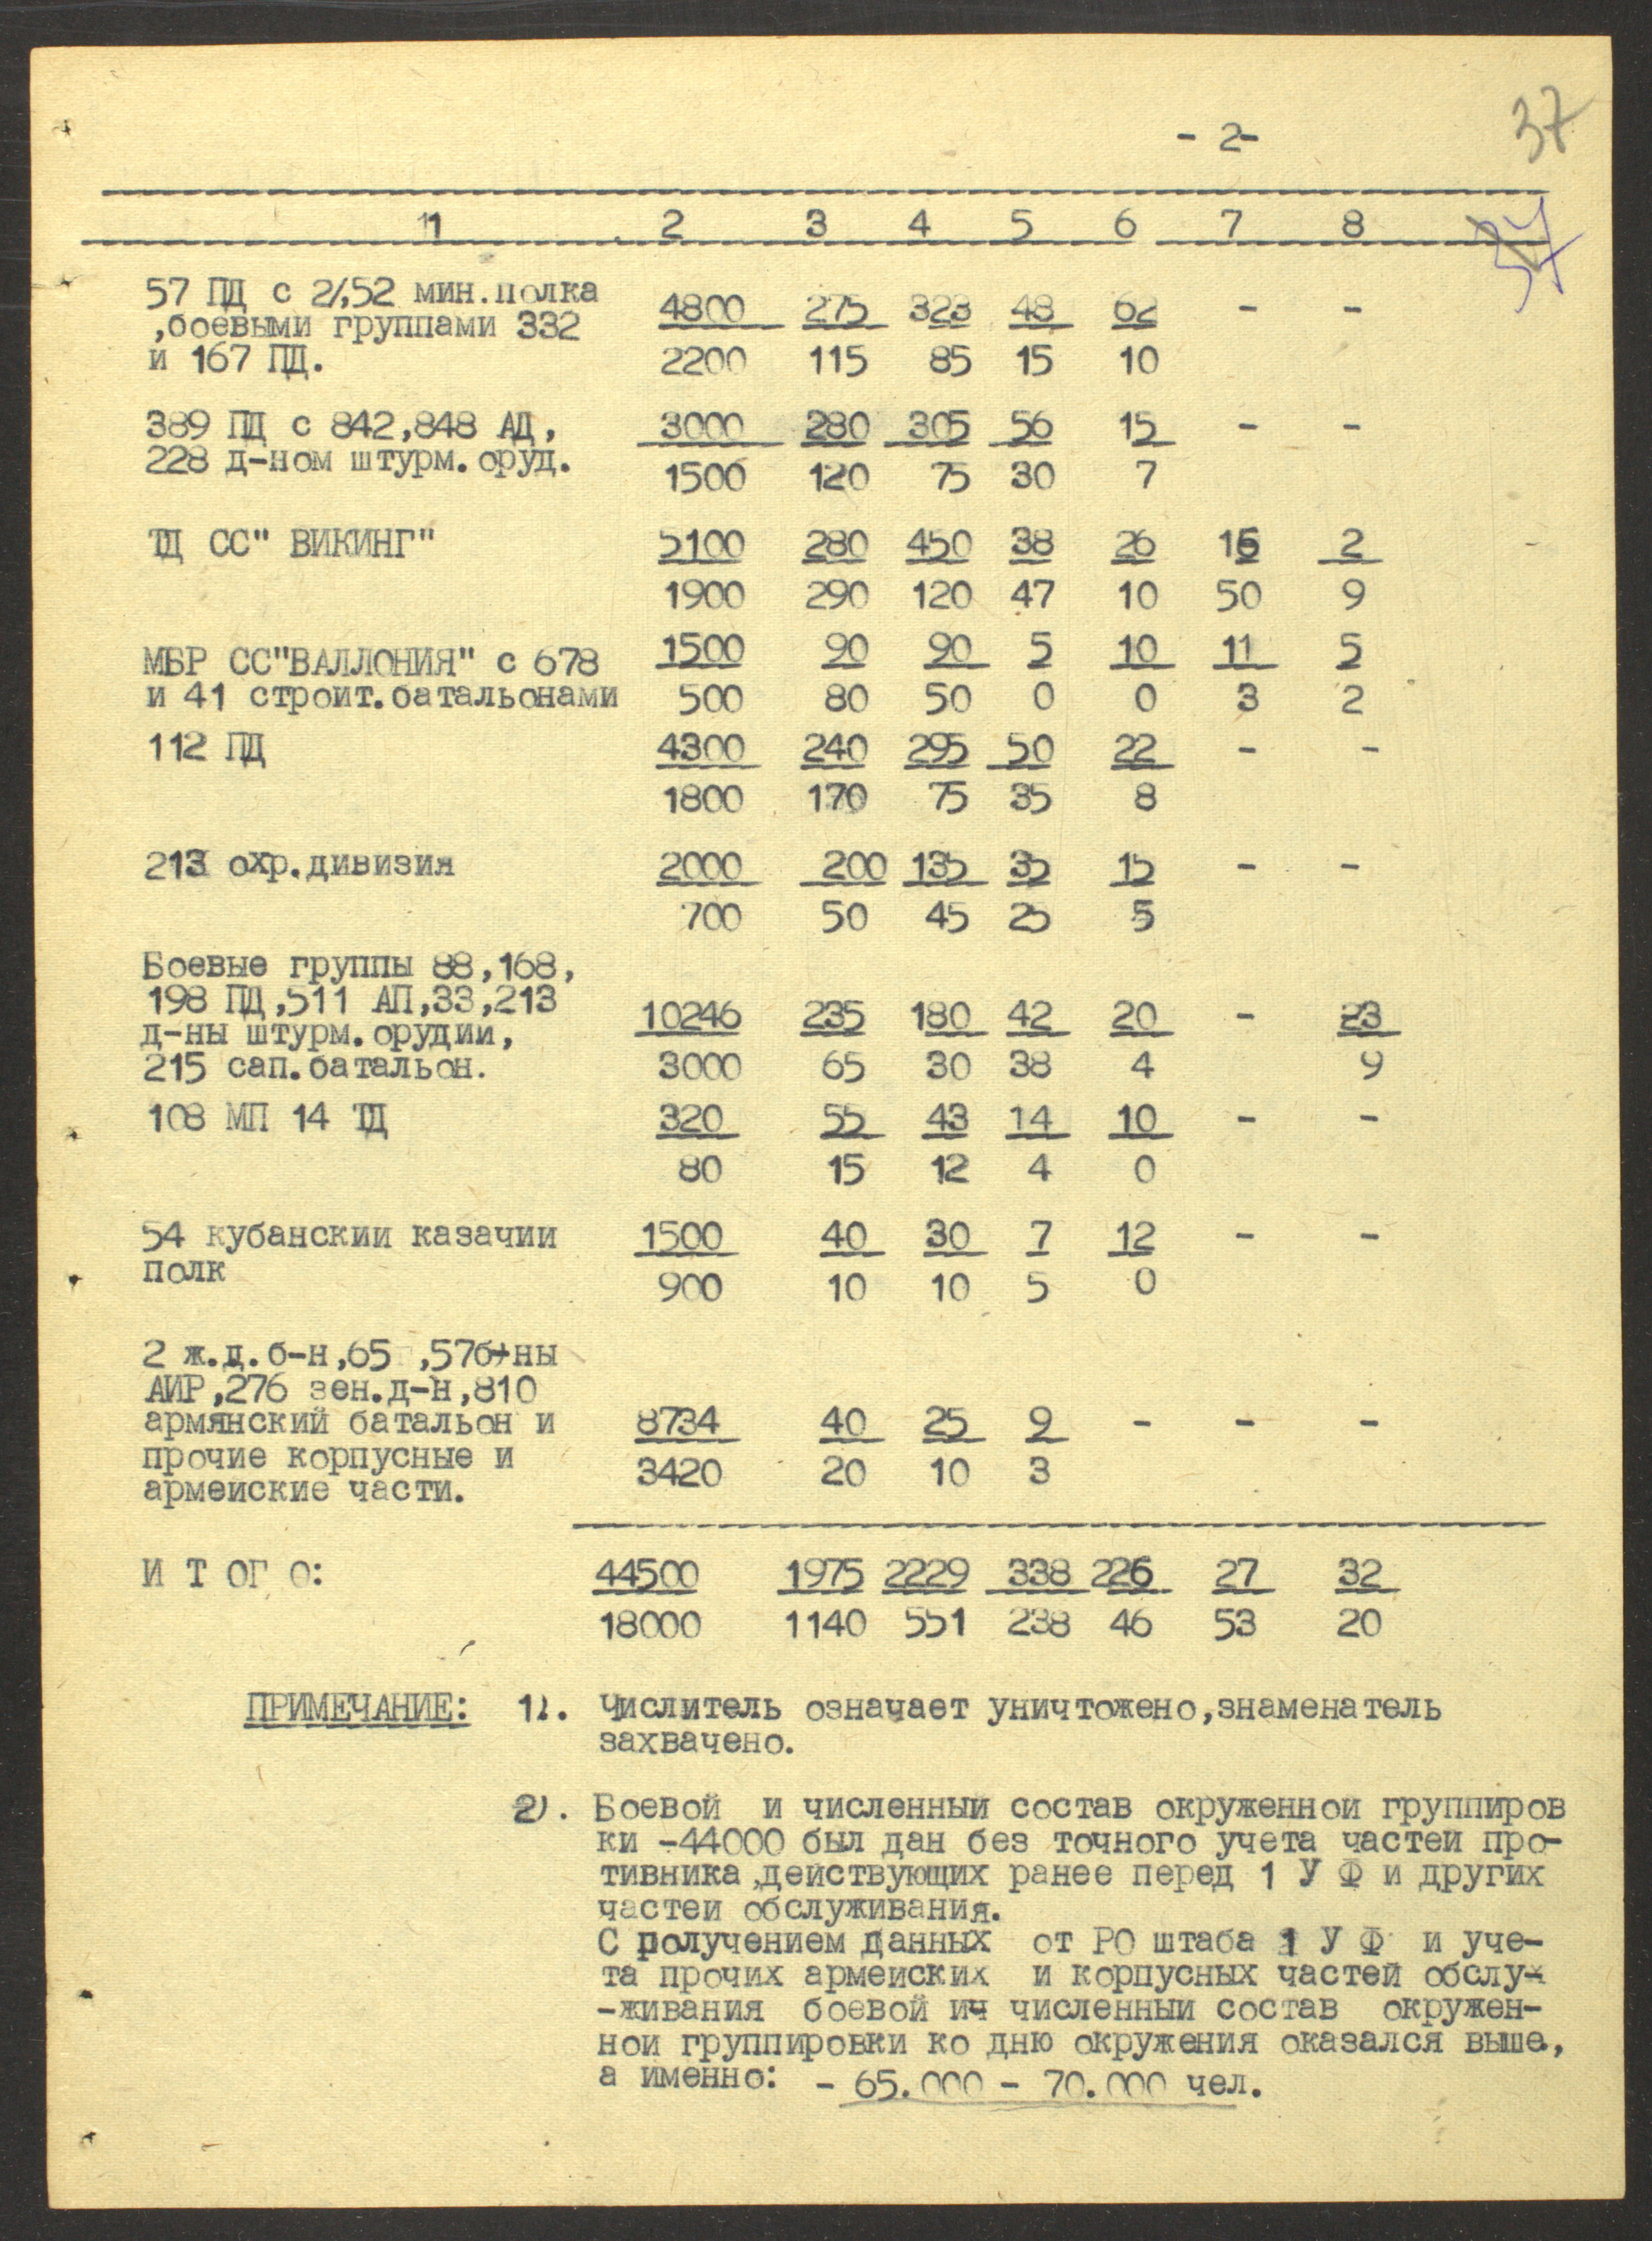 37
- 2-
1 2 3 4 5 6 7 8
57 ПД с 2/,52 мин.полка
,боевыми группами 332
и 167 ПД.
4800 275 323 48 62 - -
2200 115 85 15 10
389 ПД с 842,848 АД,
228 д-ном штурм.оруд.
3000 280 305 56 15 - -
1500 120 75 30 7
ТД СС" ВИКИНГ" 5100 280 450 38 26 16 2
1900 290 120 47 10 50 9
МБР СС"ВАЛЛОНИЯ" с 678
и 41 строит.батальонами
1500 90 90 5 10 11 5
500 80 50 0 0 3 2
112 ПД 4300 240 295 50 22 - -
1800 170 75 35 8
213 охр.дивизия 2000 200 135 35 15 - -
700 50 45 25 5
Боевые группы 88,168,
198 ПД,511 АП,33,213
д-ны штурм.орудии,
215 сап.батальон.
10246 235 180 42 20 - 23
3000 65 30 38 4 9
108 МП 14 ТД 320 55 43 14 10 - -
80 15 12 4 0
54 кубанскии казачии
полк
1500 40 30 7 12 - -
900 10 10 5 0
2 ж.д.б-н,65 ,57б-ны
АИР,276 зен.д-н,810
армянский батальон и
прочие корпусные и
армеиские части.
8734 40 25 9 - - -
3420 20 10 3
И Т ОГ О: 44500 1975 2229 338 226 27 32
18000 1140 551 238 46 53 20
ПРИМЕЧАНИЕ: 1). Числитель означает уничтожено,знаменатель
захвачено.
2). Боевой и численныи состав окруженнои группиров
ки -44000 был дан без точного учета частеи про-
тивника,действующих ранее перед 1 У Ф и других
частеи обслуживания.
С получением данных от РО штаба 1 У Ф и уче-
та прочих армеиских и корпусных частей обслу-
-живания боевой ич численныи состав окружен-
нои группировки ко дню окружения оказался выше,
а именно: - 65.000 - 70.000 чел.